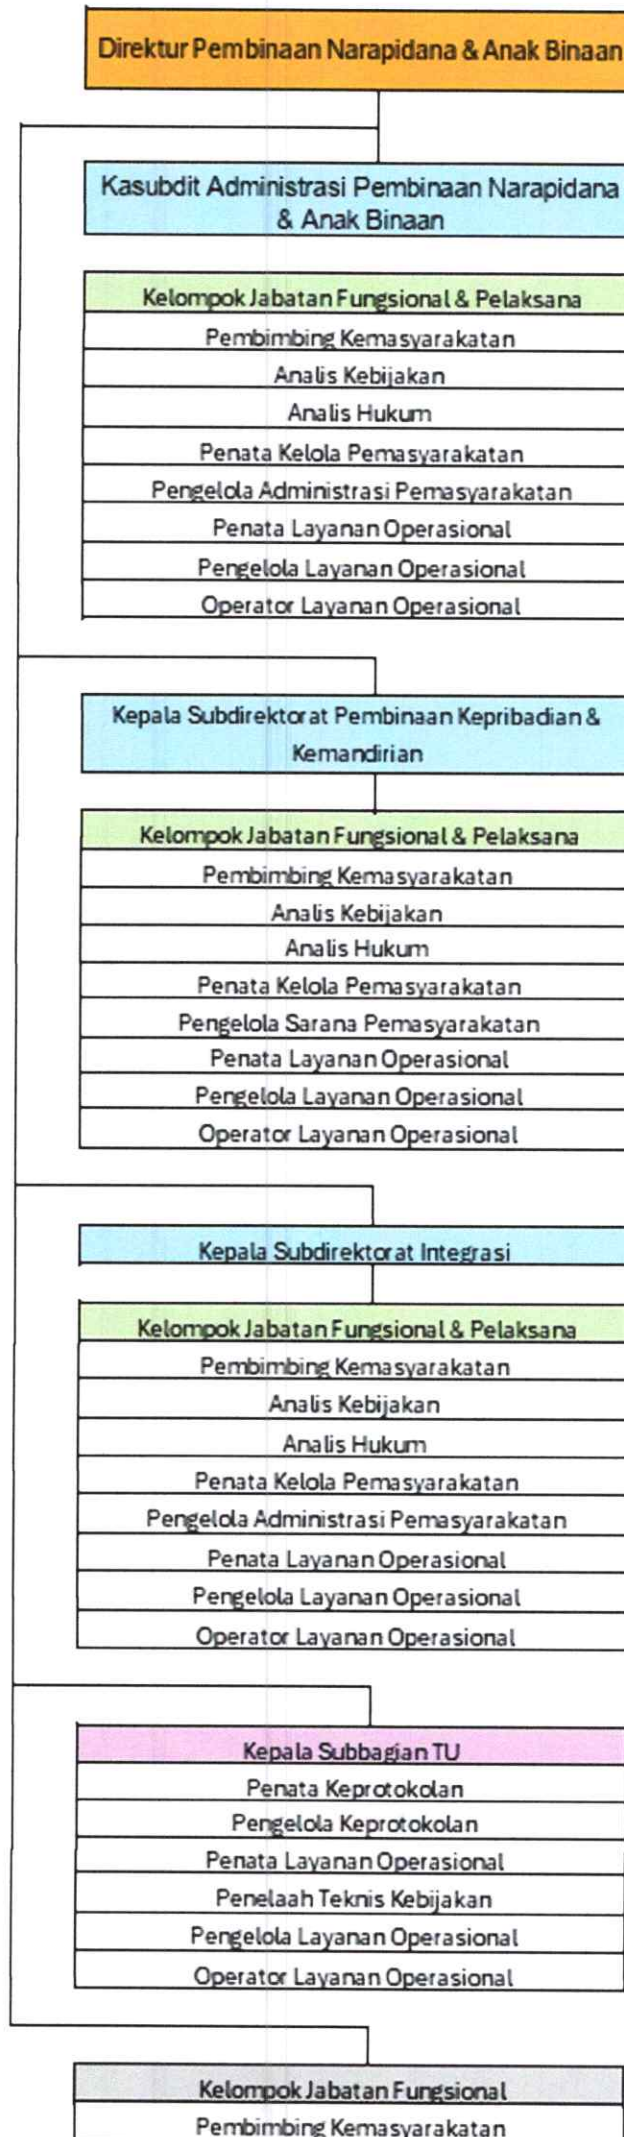 Direktur Pembinaan Narapidana & Anak Binaan
Kasubdit Administrasi Pembinaan Narapidana
& Anak Binaan
Kelompok Jabatan Fungsional & Pelaksana
Pembimbing Kemasyarakatan
Analis Kebijakan
Analis Hukum
Penata Kelola Pemasyarakatan
Pengelola Administrasi Pemasyarakatan
Penata Layanan Operasional
Pengelola Layanan Operasional
Operator Layanan Operasional
Kepala Subdirektorat Pembinaan Kepribadian &
Kemandirian
Kelompok Jabatan Fungsional & Pelaksana
Pembimbing Kemasyarakatan
Analis Kebijakan
Analis Hukum
Penata Kelola Pemasyarakatan
Pengelola Sarana Pemasyarakatan
Penata Layanan Operasional
Pengelola Layanan Operasional
Operator Layanan Operasional
Kepala Subdirektorat Integrasi
Kelompok Jabatan Fungsional & Pelaksana
Pembimbing Kemasyarakatan
Analis Kebijakan
Analis Hukum
Penata Kelola Pemasyarakatan
Pengelola Administrasi Pemasyarakatan
Penata Layanan Operasional
Pengelola Layanan Operasional
Operator Layanan Operasional
Kepala Subbagian TU
Penata Keprotokolan
Pengelola Keprotokolan
Penata Layanan Operasional
Penelaah Teknis Kebijakan
Pengelola Layanan Operasional
Operator Layanan Operasional
Kelompok Jabatan Fungsional
Pembimbing Kemasyarakatan